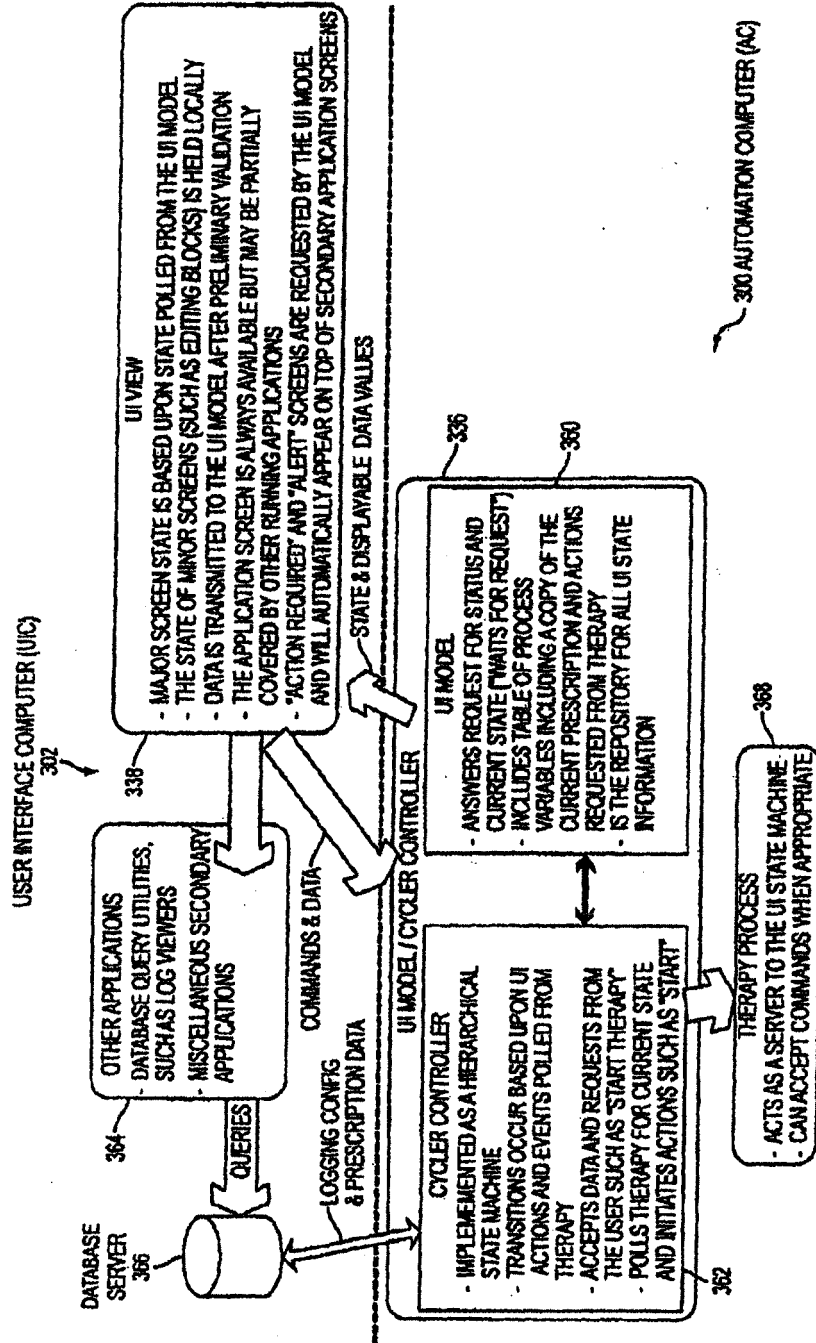 USER INTERFACE COMPUTER (UIC)
302
UI VIEW
- MAJOR SCREEN STATE IS BASED UPON STATE POLLED FROM THE UI MODEL
- THE STATE OF MINOR SCREENS (SUCH AS EDITING BLOCKS) IS HELD LOCALLY
- DATA IS TRANSMITTED TO THE UI MODEL AFTER PRELIMINARY VALIDATION
- THE APPLICATION SCREEN IS ALWAYS AVAILABLE BUT MAY BE PARTIALLY
COVERED BY OTHER RUNNING APPLICATIONS
- "ACTION REQUIRED" AND "ALERT" SCREENS ARE REQUESTED BY THE UI MODEL
AND WILL AUTOMATICALLY APPEAR ON TOP OF SECONDARY APPLICATION SCREENS
338
OTHER APPLICATIONS
- DATABASE QUERY UTILITIES,
SUCH AS LOG VIEWERS
- MISCELLANEOUS SECONDARY
APPLICATIONS
364
QUERIES
DATABASE
SERVER
366
LOGGING CONFIG
& PRESCRIPTION DATA
COMMANDS & DATA
STATE & DISPLAYABLE DATA VALUES
UI MODEL / CYCLER CONTROLLER
336
CYCLER CONTROLLER
- IMPLEMEMENTED AS A HIERARCHICAL
STATE MACHINE
- TRANSITIONS OCCUR BASED UPON UI
ACTIONS AND EVENTS POLLED FROM
THERAPY
- ACCEPTS DATA AND REQUESTS FROM
THE USER SUCH AS "START THERAPY"
- POLLS THERAPY FOR CURRENT STATE
AND INITIATES ACTIONS SUCH AS "START"
362
UI MODEL
- ANSWERS REQUEST FOR STATUS AND
CURRENT STATE ("WAITS FOR REQUEST")
- INCLUDES TABLE OF PROCESS
VARIABLES INCLUDING A COPY OF THE
CURRENT PRESCRIPTION AND ACTIONS
REQUESTED FROM THERAPY
- IS THE REPOSITORY FOR ALL UI STATE
INFORMATION
360
THERAPY PROCESS
- ACTS AS A SERVER TO THE UI STATE MACHINE
- CAN ACCEPT COMMANDS WHEN APPROPRIATE
368
300 AUTOMATION COMPUTER (AC)